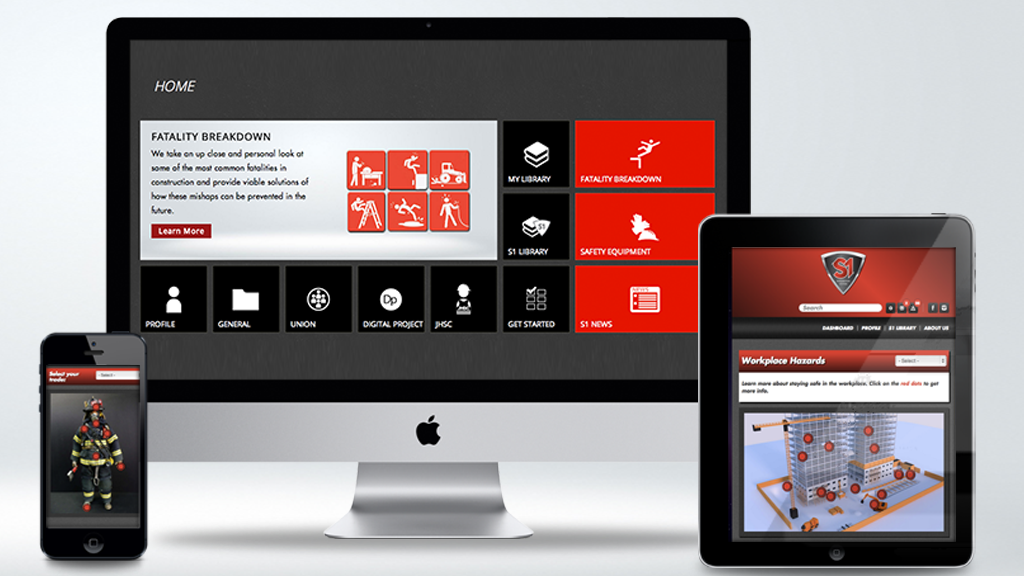 HOME
FATALITY BREAKDOWN
We take an up close and personal look at
some of the most common fatalities in
construction and provide viable solutions of
how these mishaps can be prevented in the
future.
Learn More
MY LIBRARY
FATALITY BREAKDOWN
S1
S1 LIBRARY
SAFETY EQUIPMENT
PROFILE
GENERAL
UNION
Dp
DIGITAL PROJECT
JHSC
GET STARTED
NEWS
S1 NEWS
Select your
trade:
- Select -
S1
Search
DASHBOARD | PROFILE | S1 LIBRARY | ABOUT US
Workplace Hazards
- Select -
Learn more about staying safe in the workplace. Click on the red dots to get
more info.